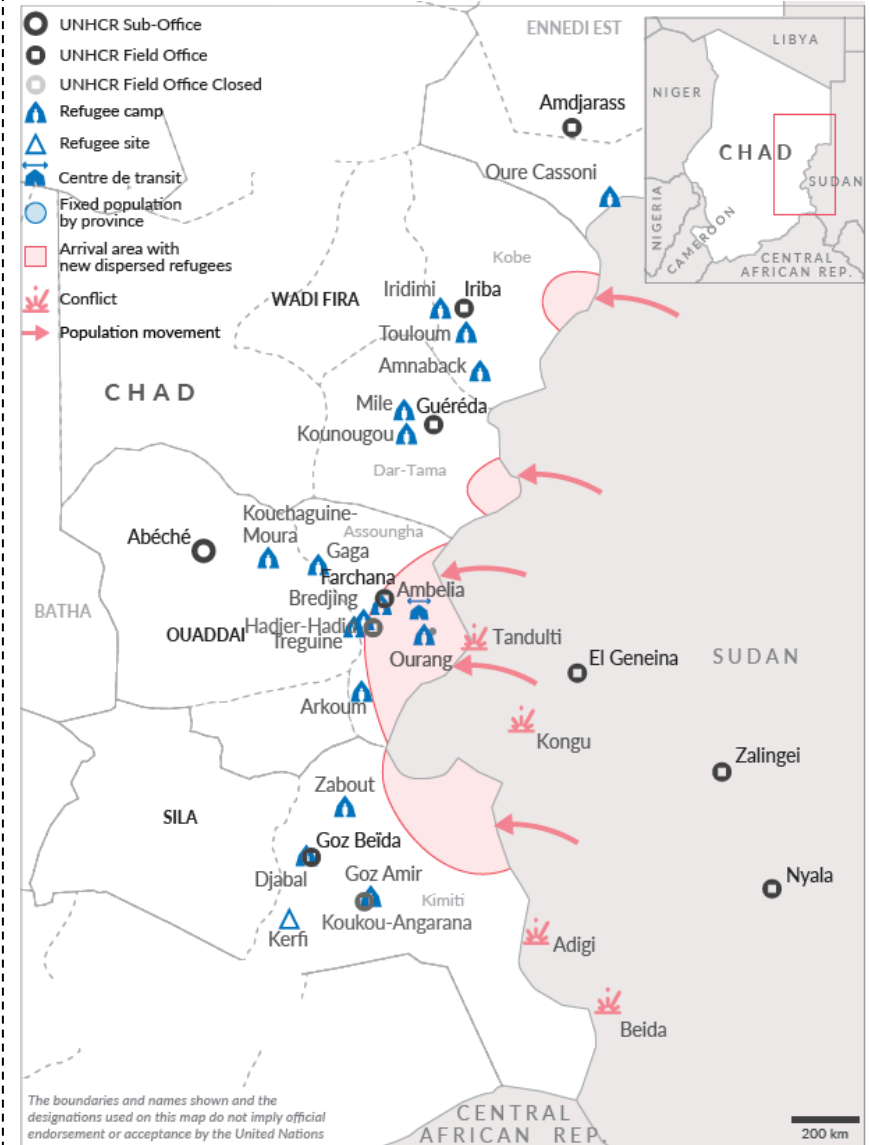 UNHCR Sub-Office
UNHCR Field Office
UNHCR Field Office Closed
Refugee camp
Refugee site
Centre de transit
Fixed population
by province
Arrival area with
new dispersed refugees
Conflict
Population movement
ENNEDI EST
LIBYA
NIGER
CHAD
SUDAN
NIGERIA
CAMEROON
CENTRAL
AFRICAN REP.
Amdjarass
Oure Cassoni
Kobe
WADI FIRA
Iridimi
Iriba
Touloum
Amnaback
CHAD
Mile
Guéréda
Kounougou
Dar-Tama
Kouchaguine-
Moura
Assoungha
Abéché
Gaga
Farchana
Bredjing
Ambelia
BATHA
OUADDAI
Hadjer-Hadid
Treguine
Tandulti
Ourang
El Geneina
SUDAN
Arkoum
Kongu
Zalingei
Zabout
SILA
Goz Beïda
Djabal
Goz Amir
Nyala
Kimiti
Koukou-Angarana
Kerfi
Adigi
Beida
The boundaries and names shown and the
designations used on this map do not imply official
endorsement or acceptance by the United Nations
CENTRAL
AFRICAN REP.
200 km